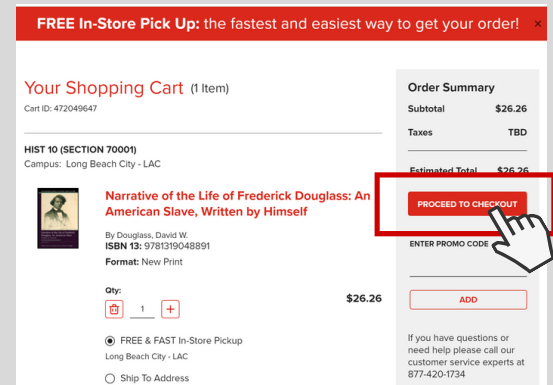 FREE In-Store Pick Up: the fastest and easiest way to get your order! ×
Your Shopping Cart (1 Item)
Cart ID: 472049647
HIST 10 (SECTION 70001)
Campus: Long Beach City - LAC
Narrative of the Life of Frederick Douglass: An
American Slave, Written by Himself
By Douglass, David W.
ISBN 13: 9781319048891
Format: New Print
Qty:
1 +
$26.26
FREE & FAST In-Store Pickup
Long Beach City - LAC
Ship To Address
Order Summary
Subtotal $26.26
Taxes TBD
Estimated Total $26.26
PROCEED TO CHECKOUT
ENTER PROMO CODE
ADD
If you have questions or
need help please call our
customer service experts at
877-420-1734